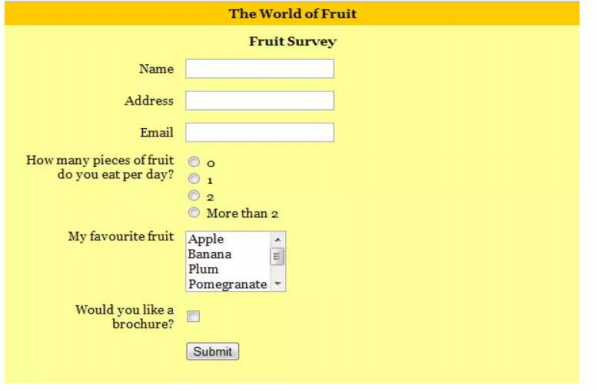 The World of Fruit
Fruit Survey
Name
Address
Email
How many pieces of fruit
do you eat per day?
0
1
2
More than 2
My favourite fruit
Apple
Banana
Plum
Pomegranate
Would you like a
brochure?
Submit